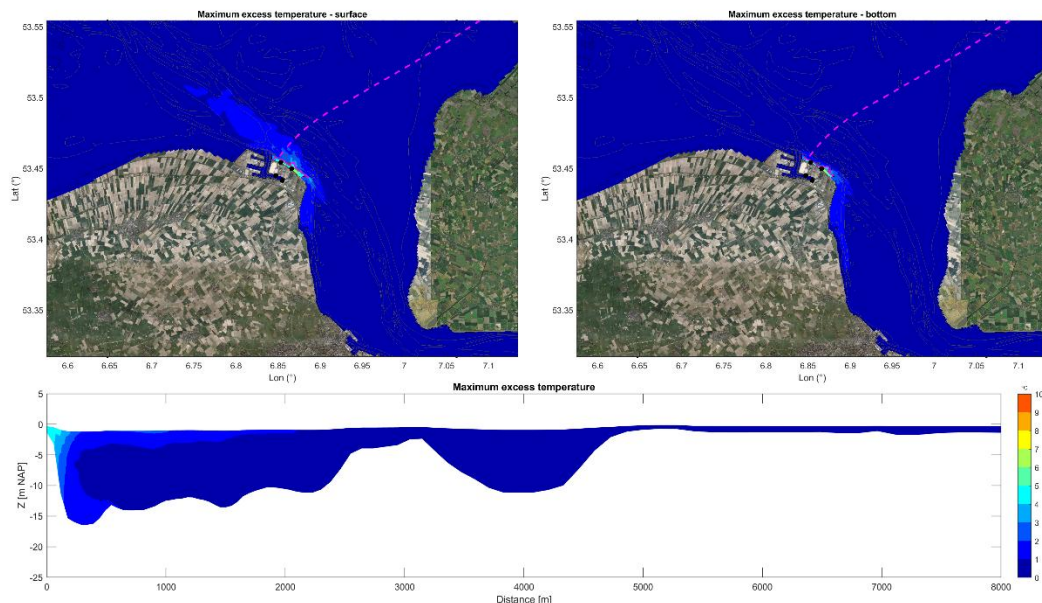 Maximum excess temperature - surface
53.55
53.5
53.45
53.4
53.35
Lat (°)
6.6 6.65 6.7 6.75 6.8 6.85 6.9 6.95 7 7.05 7.1
Lon (°)
Maximum excess temperature - bottom
53.55
53.5
53.45
53.4
53.35
Lat (°)
6.6 6.65 6.7 6.75 6.8 6.85 6.9 6.95 7 7.05 7.1
Lon (°)
Maximum excess temperature
5
0
-5
-10
-15
-20
-25
Z [m NAP]
0 1000 2000 3000 4000 5000 6000 7000 8000
Distance [m]
°C
10
9
8
7
6
5
4
3
2
1
0